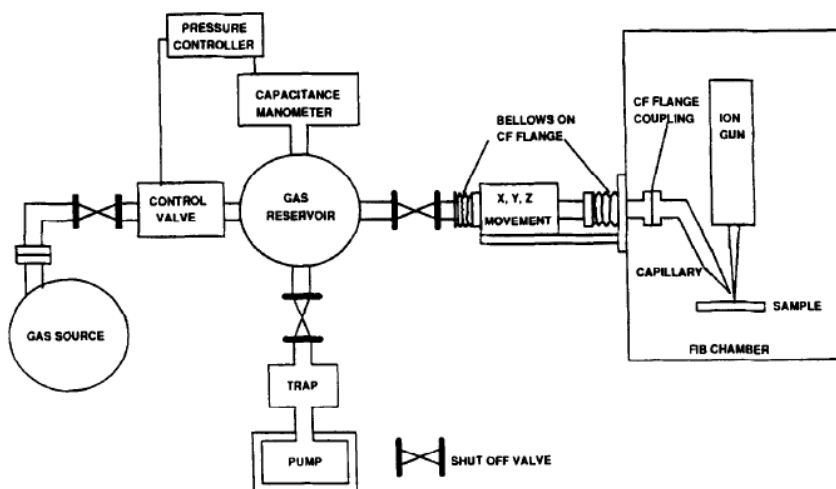 PRESSURE
CONTROLLER
CAPACITANCE
MANOMETER
BELLOWS ON
CF FLANGE
CF FLANGE
COUPLING
ION
GUN
CONTROL
VALVE
GAS
RESERVOIR
X, Y, Z
MOVEMENT
CAPILLARY
SAMPLE
GAS SOURCE
FIB CHAMBER
TRAP
PUMP
SHUT OFF VALVE